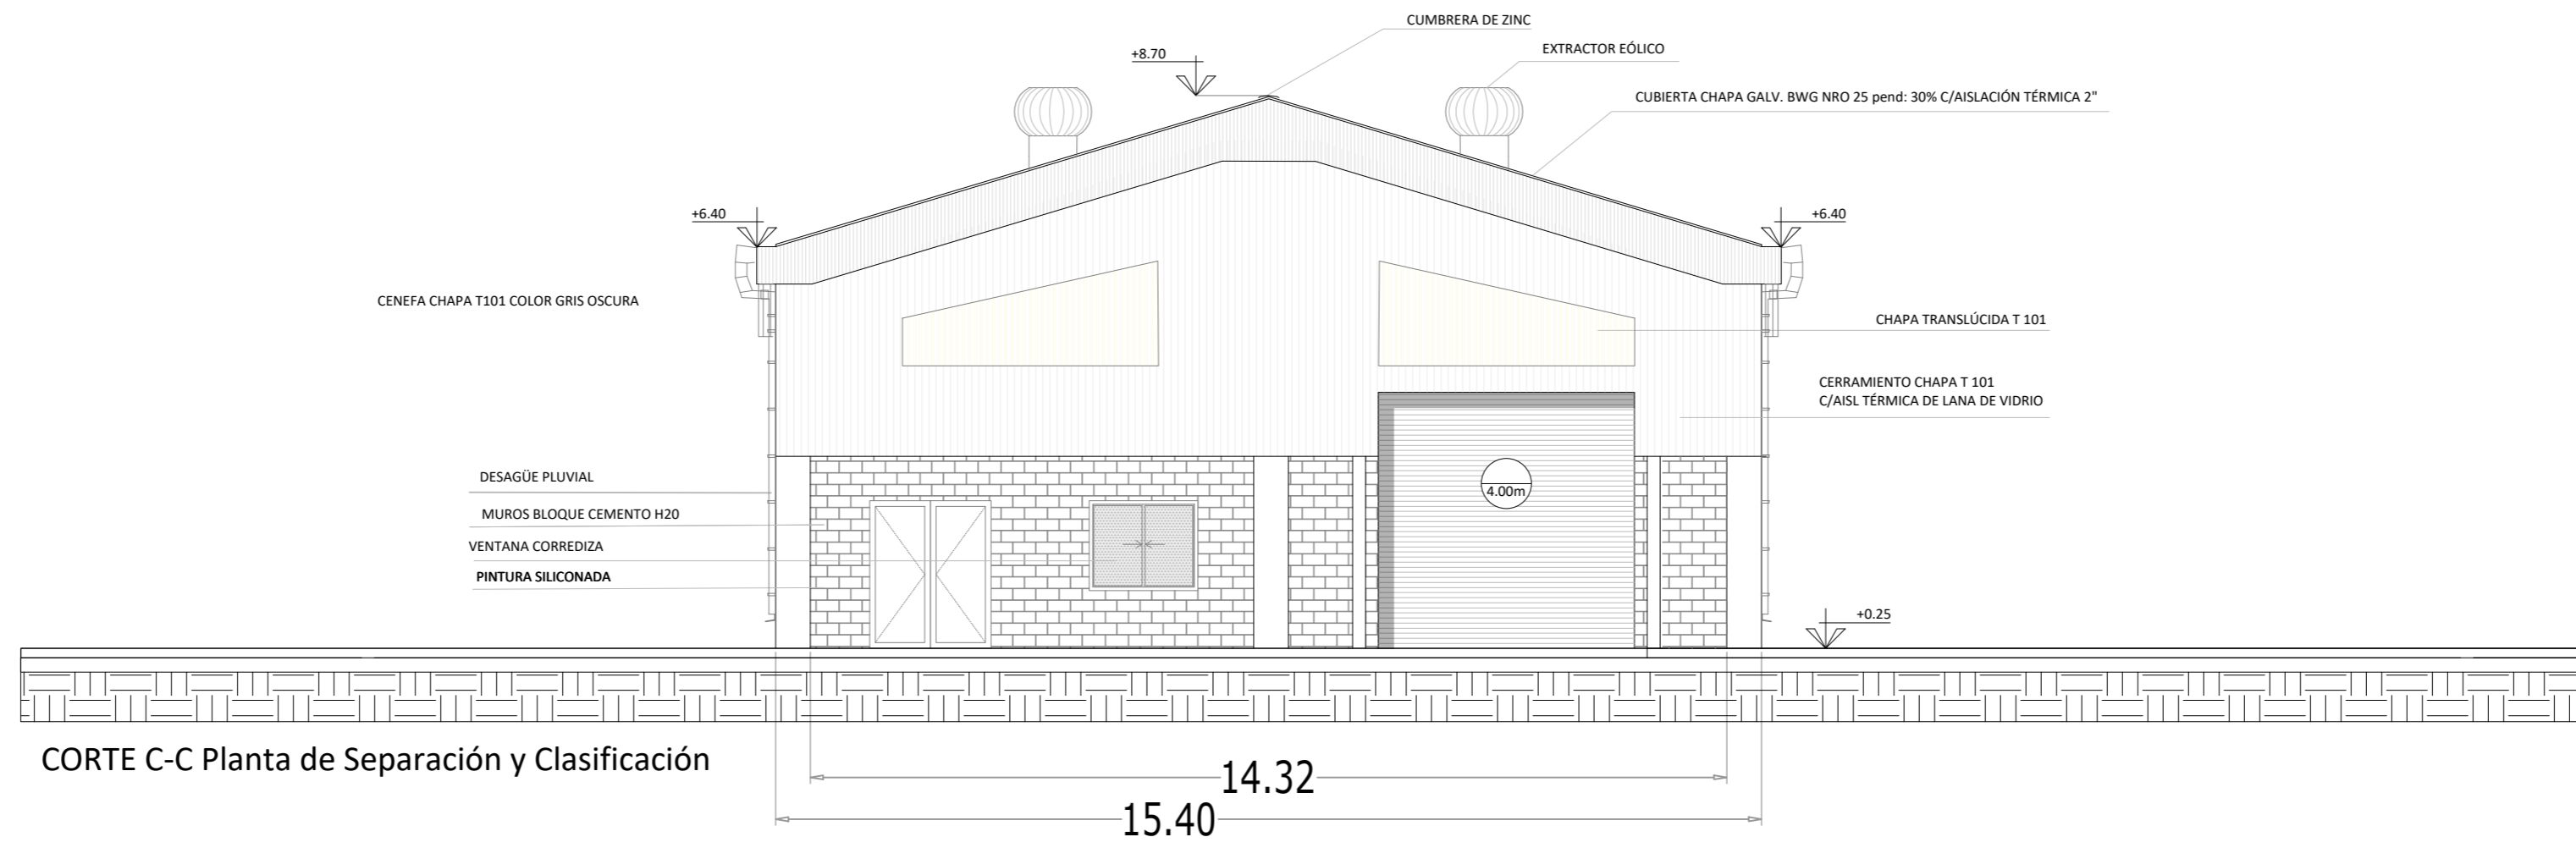 CUMBRERA DE ZINC
EXTRACTOR EÓLICO
+8.70
CUBIERTA CHAPA GALV. BWG NRO 25 pend: 30% C/AISLACIÓN TÉRMICA 2"
+6.40
+6.40
CENEFA CHAPA T101 COLOR GRIS OSCURA
CHAPA TRANSLÚCIDA T 101
CERRAMIENTO CHAPA T 101
C/AISL TÉRMICA DE LANA DE VIDRIO
DESAGÜE PLUVIAL
4.00m
MUROS BLOQUE CEMENTO H20
VENTANA CORREDIZA
PINTURA SILICONADA
+0.25
CORTE C-C Planta de Separación y Clasificación
14.32
15.40